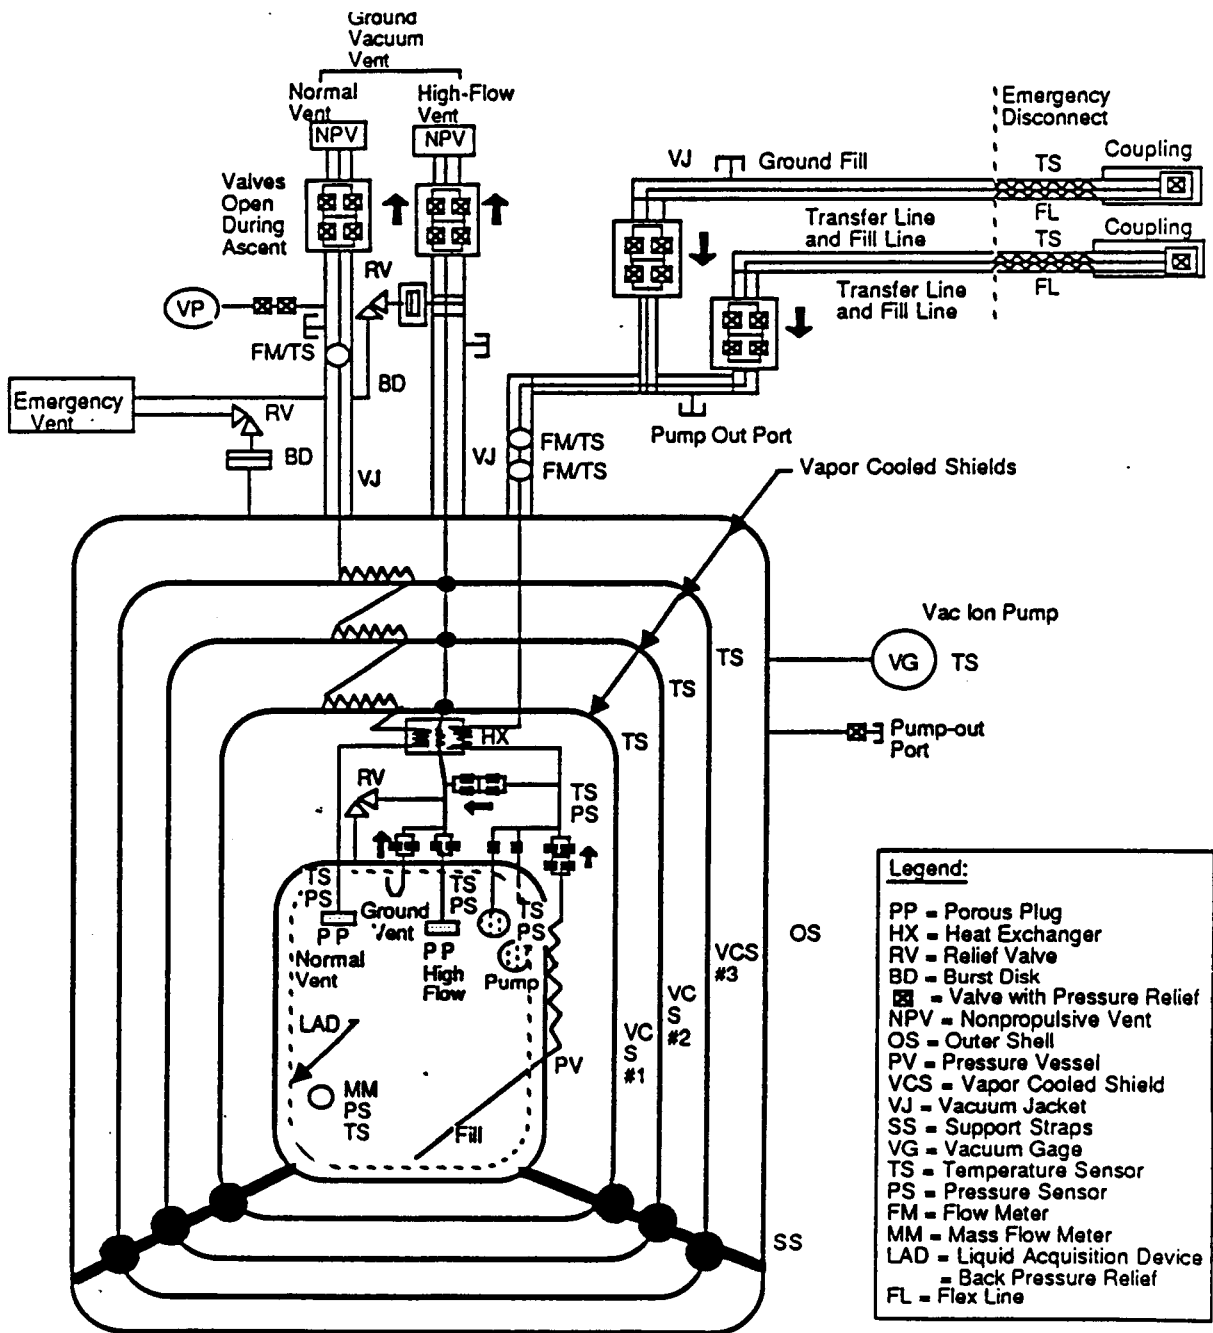 Ground
Vacuum
Vent
Normal
Vent
High-Flow
Vent
NPV
NPV
Valves
Open
During
Ascent
VJ
Ground Fill
Emergency
Disconnect
TS
Coupling
FL
Transfer Line
and Fill Line
TS
Coupling
FL
Transfer Line
and Fill Line
RV
VP
FM/TS
BD
Emergency
Vent
RV
BD
VJ
VJ
FM/TS
FM/TS
Pump Out Port
Vapor Cooled Shields
Vac Ion Pump
VG
TS
TS
TS
TS
Pump-out
Port
HX
RV
TS
PS
TS
PS
PP
Normal
Vent
Ground
Vent
TS
PS
PP
High
Flow
TS
PS
Pump
LAD
MM
PS
TS
Fill
PV
VC
S
#1
VC
S
#2
VCS
#3
OS
SS
Legend:
PP = Porous Plug
HX = Heat Exchanger
RV = Relief Valve
BD = Burst Disk
= Valve with Pressure Relief
NPV = Nonpropulsive Vent
OS = Outer Shell
PV = Pressure Vessel
VCS = Vapor Cooled Shield
VJ = Vacuum Jacket
SS = Support Straps
VG = Vacuum Gage
TS = Temperature Sensor
PS = Pressure Sensor
FM = Flow Meter
MM = Mass Flow Meter
LAD = Liquid Acquisition Device
= Back Pressure Relief
FL = Flex Line